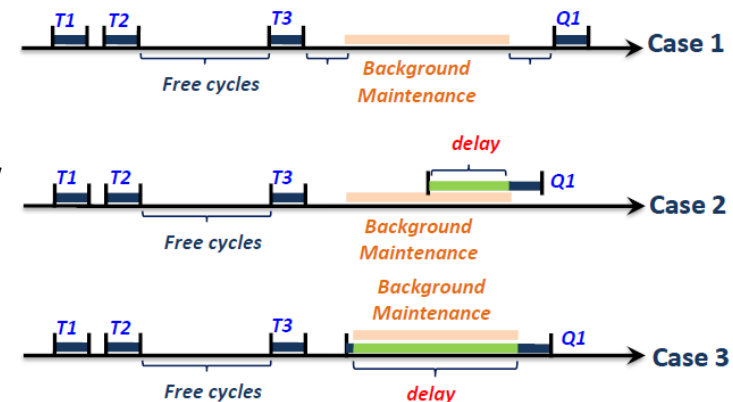 T1 T2 T3 Q1
Case 1
Free cycles
Background
Maintenance
delay
T1 T2 T3 Q1
Case 2
Free cycles
Background
Maintenance
Background
Maintenance
T1 T2 T3 Q1
Case 3
Free cycles
delay